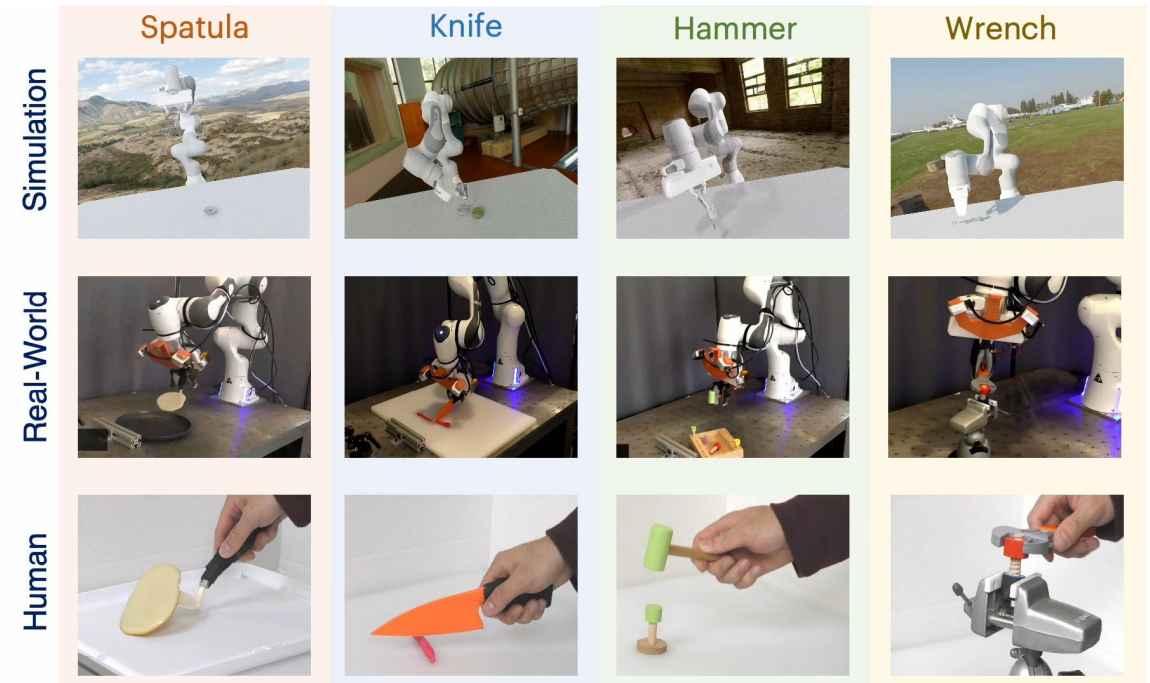 Spatula
Knife
Hammer
Wrench
Simulation
Real-World
Human